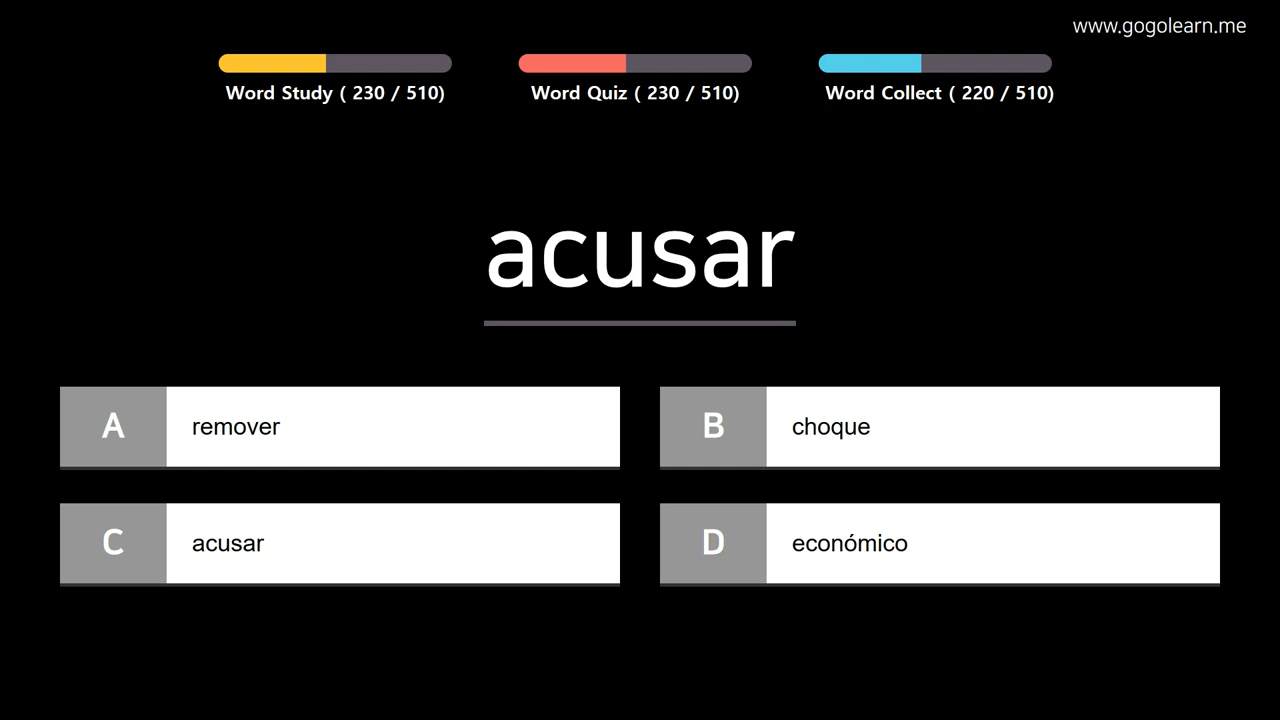 www.gogolearn.me
Word Study ( 230 / 510)
Word Quiz ( 230 / 510)
Word Collect ( 220 / 510)
acusar
A remover
B choque
C acusar
D económico